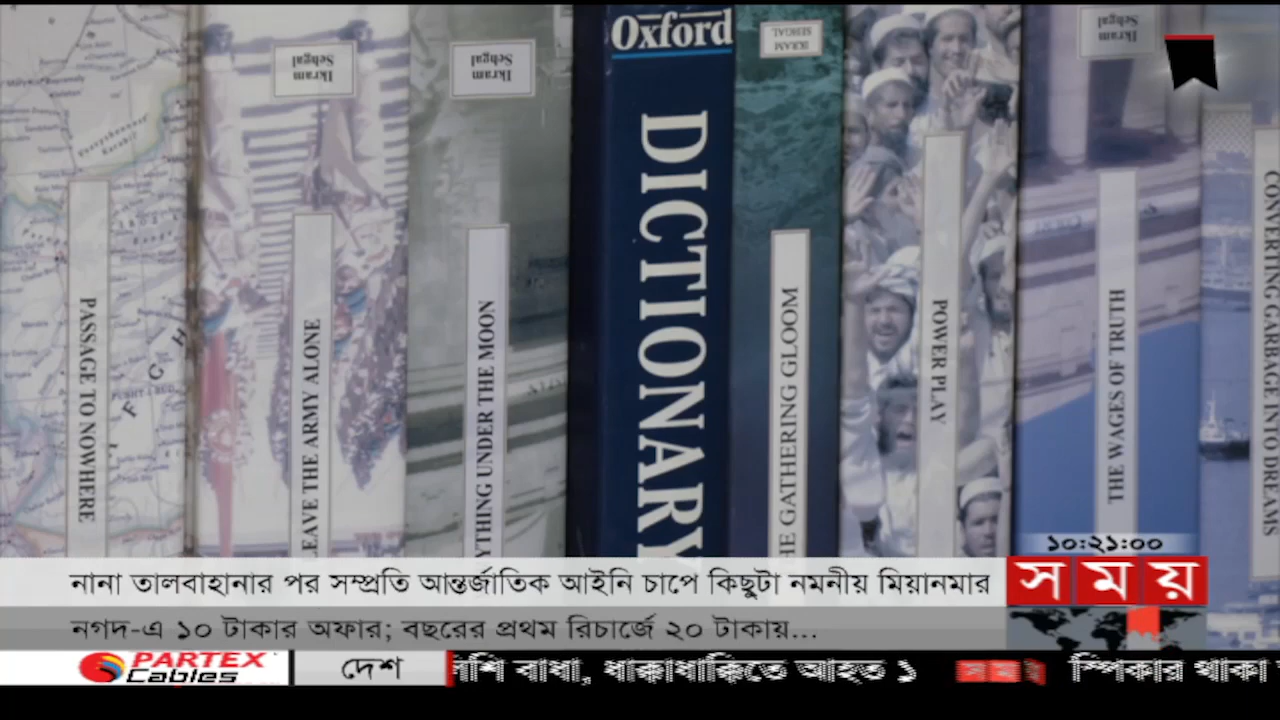 Oxford
DICTIONARY
Ikram
Sehgal
Ikram
Sehgal
IKRAM
SEHGAL
Ikram
Sehgal
PASSAGE TO NOWHERE
LEAVE THE ARMY ALONE
UNDER THE MOON
THE GATHERING GLOOM
POWER PLAY
THE WAGES OF TRUTH
CONVERTING GARBAGE INTO DREAMS
১০:২১:০০
নানা তালবাহানার পর সম্প্রতি আন্তর্জাতিক আইনি চাপে কিছুটা নমনীয় মিয়ানমার
সময়
নগদ-এ ১০ টাকার অফার; বছরের প্রথম রিচার্জে ২০ টাকায়...
PARTEX
Cables
দেশ
বাধা, ধাক্কাধাক্কিতে আহত ১ সময় স্পিকার থাকা